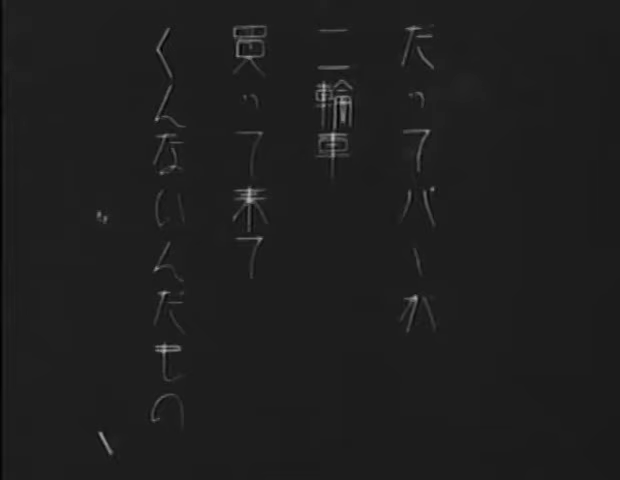 だってパーが
二輪車
買って来て
くんないんだもの